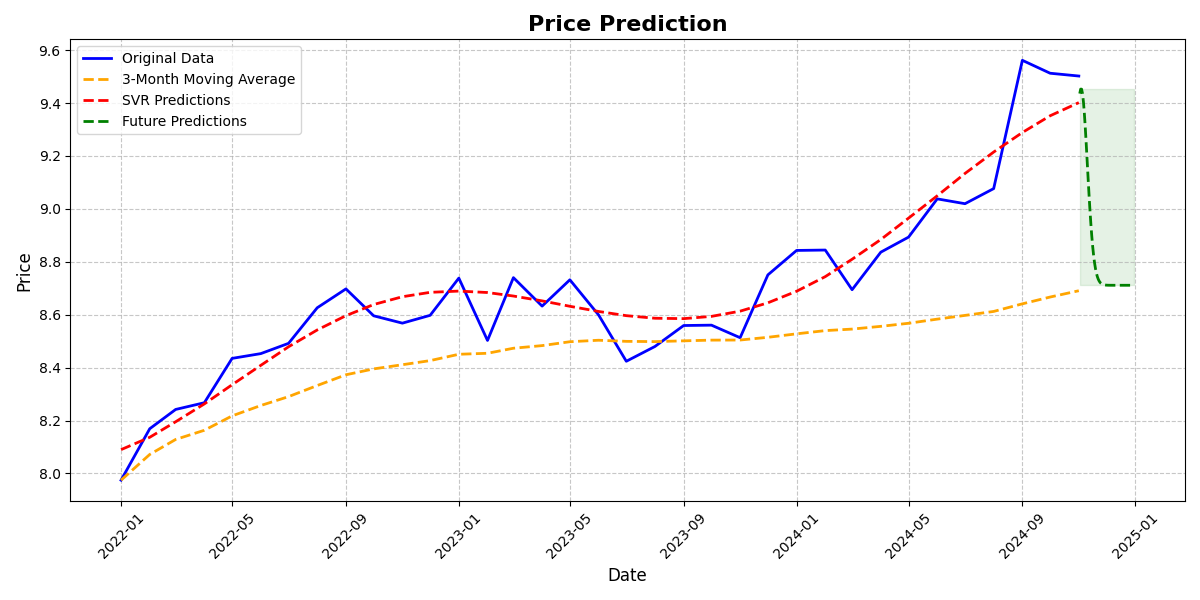 Price Prediction
Original Data
3-Month Moving Average
SVR Predictions
Future Predictions
Price
9.6
9.4
9.2
9.0
8.8
8.6
8.4
8.2
8.0
2022-01
2022-05
2022-09
2023-01
2023-05
2023-09
2024-01
2024-05
2024-09
2025-01
Date